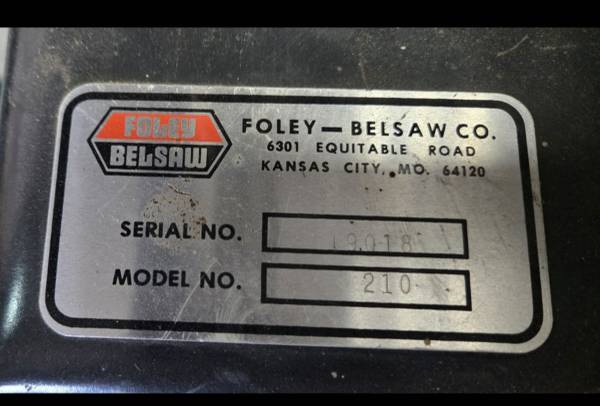 FOLEY
BELSAW
FOLEY — BELSAW CO.
6301 EQUITABLE ROAD
KANSAS CITY, MO. 64120
SERIAL NO.
MODEL NO. 210